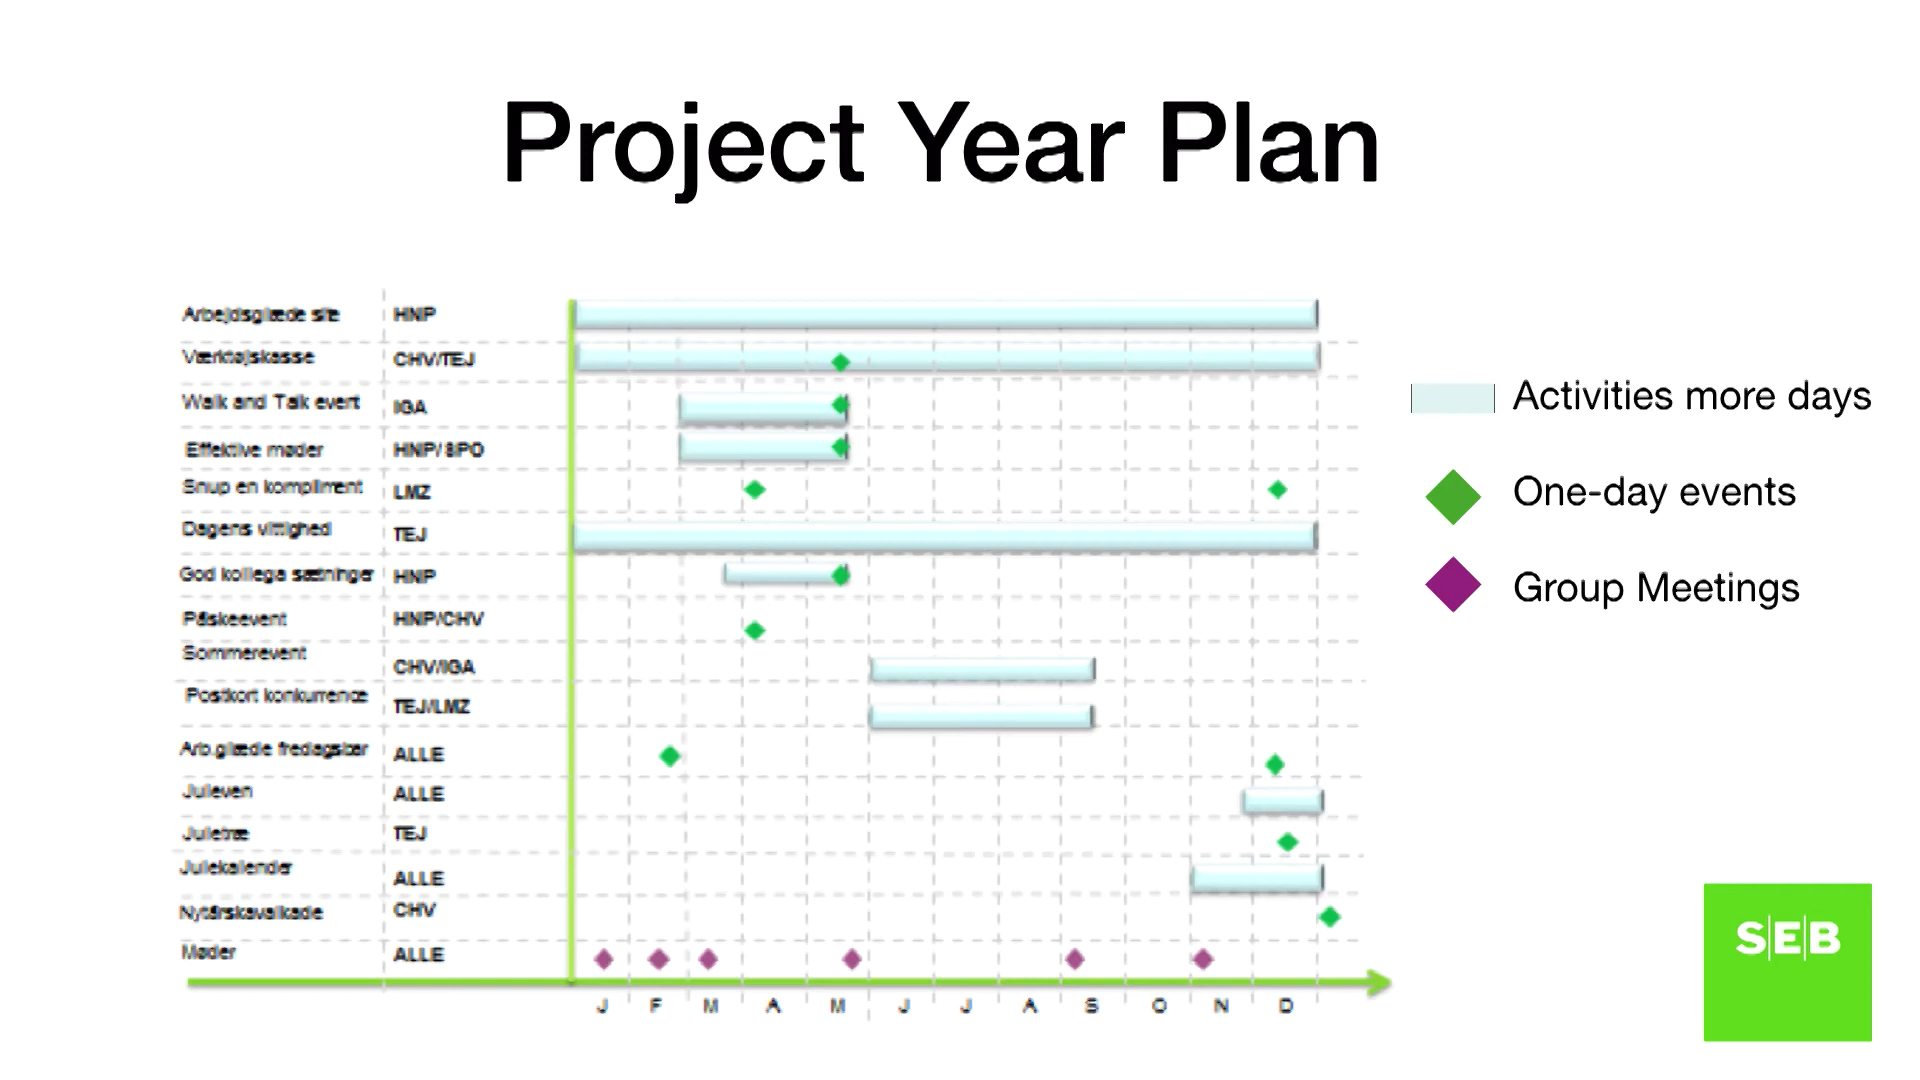 Project Year Plan
Arbejdsglæde site HNP
Værktøjskasse CHV/TEJ
Walk and Talk event IGA
Effektive møder HNP/SPO
Snup en kompliment LMZ
Dagens vittighed TEJ
God kollega sætninger HNP
Påskeevent HNP/CHV
Sommerevent CHV/IGA
Postkort konkurrence TEJ/LMZ
Arb.glæde fredagsbar ALLE
Juleven ALLE
Juletræ TEJ
Julekalender ALLE
Nytårskavalkade CHV
Møder ALLE
J F M A M J J A S O N D
Activities more days
One-day events
Group Meetings
S|E|B